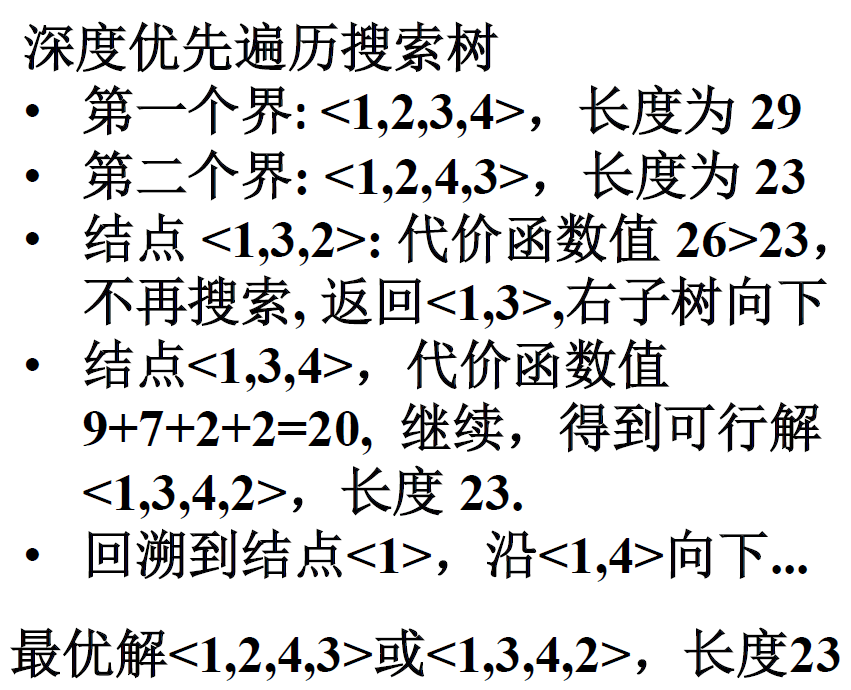 深度优先遍历搜索树
• 第一个界: <1,2,3,4>，长度为 29
• 第二个界: <1,2,4,3>，长度为 23
• 结点 <1,3,2>: 代价函数值 26>23，
不再搜索, 返回<1,3>,右子树向下
• 结点<1,3,4>，代价函数值
9+7+2+2=20, 继续，得到可行解
<1,3,4,2>，长度 23.
• 回溯到结点<1>，沿<1,4>向下...
最优解<1,2,4,3>或<1,3,4,2>，长度23